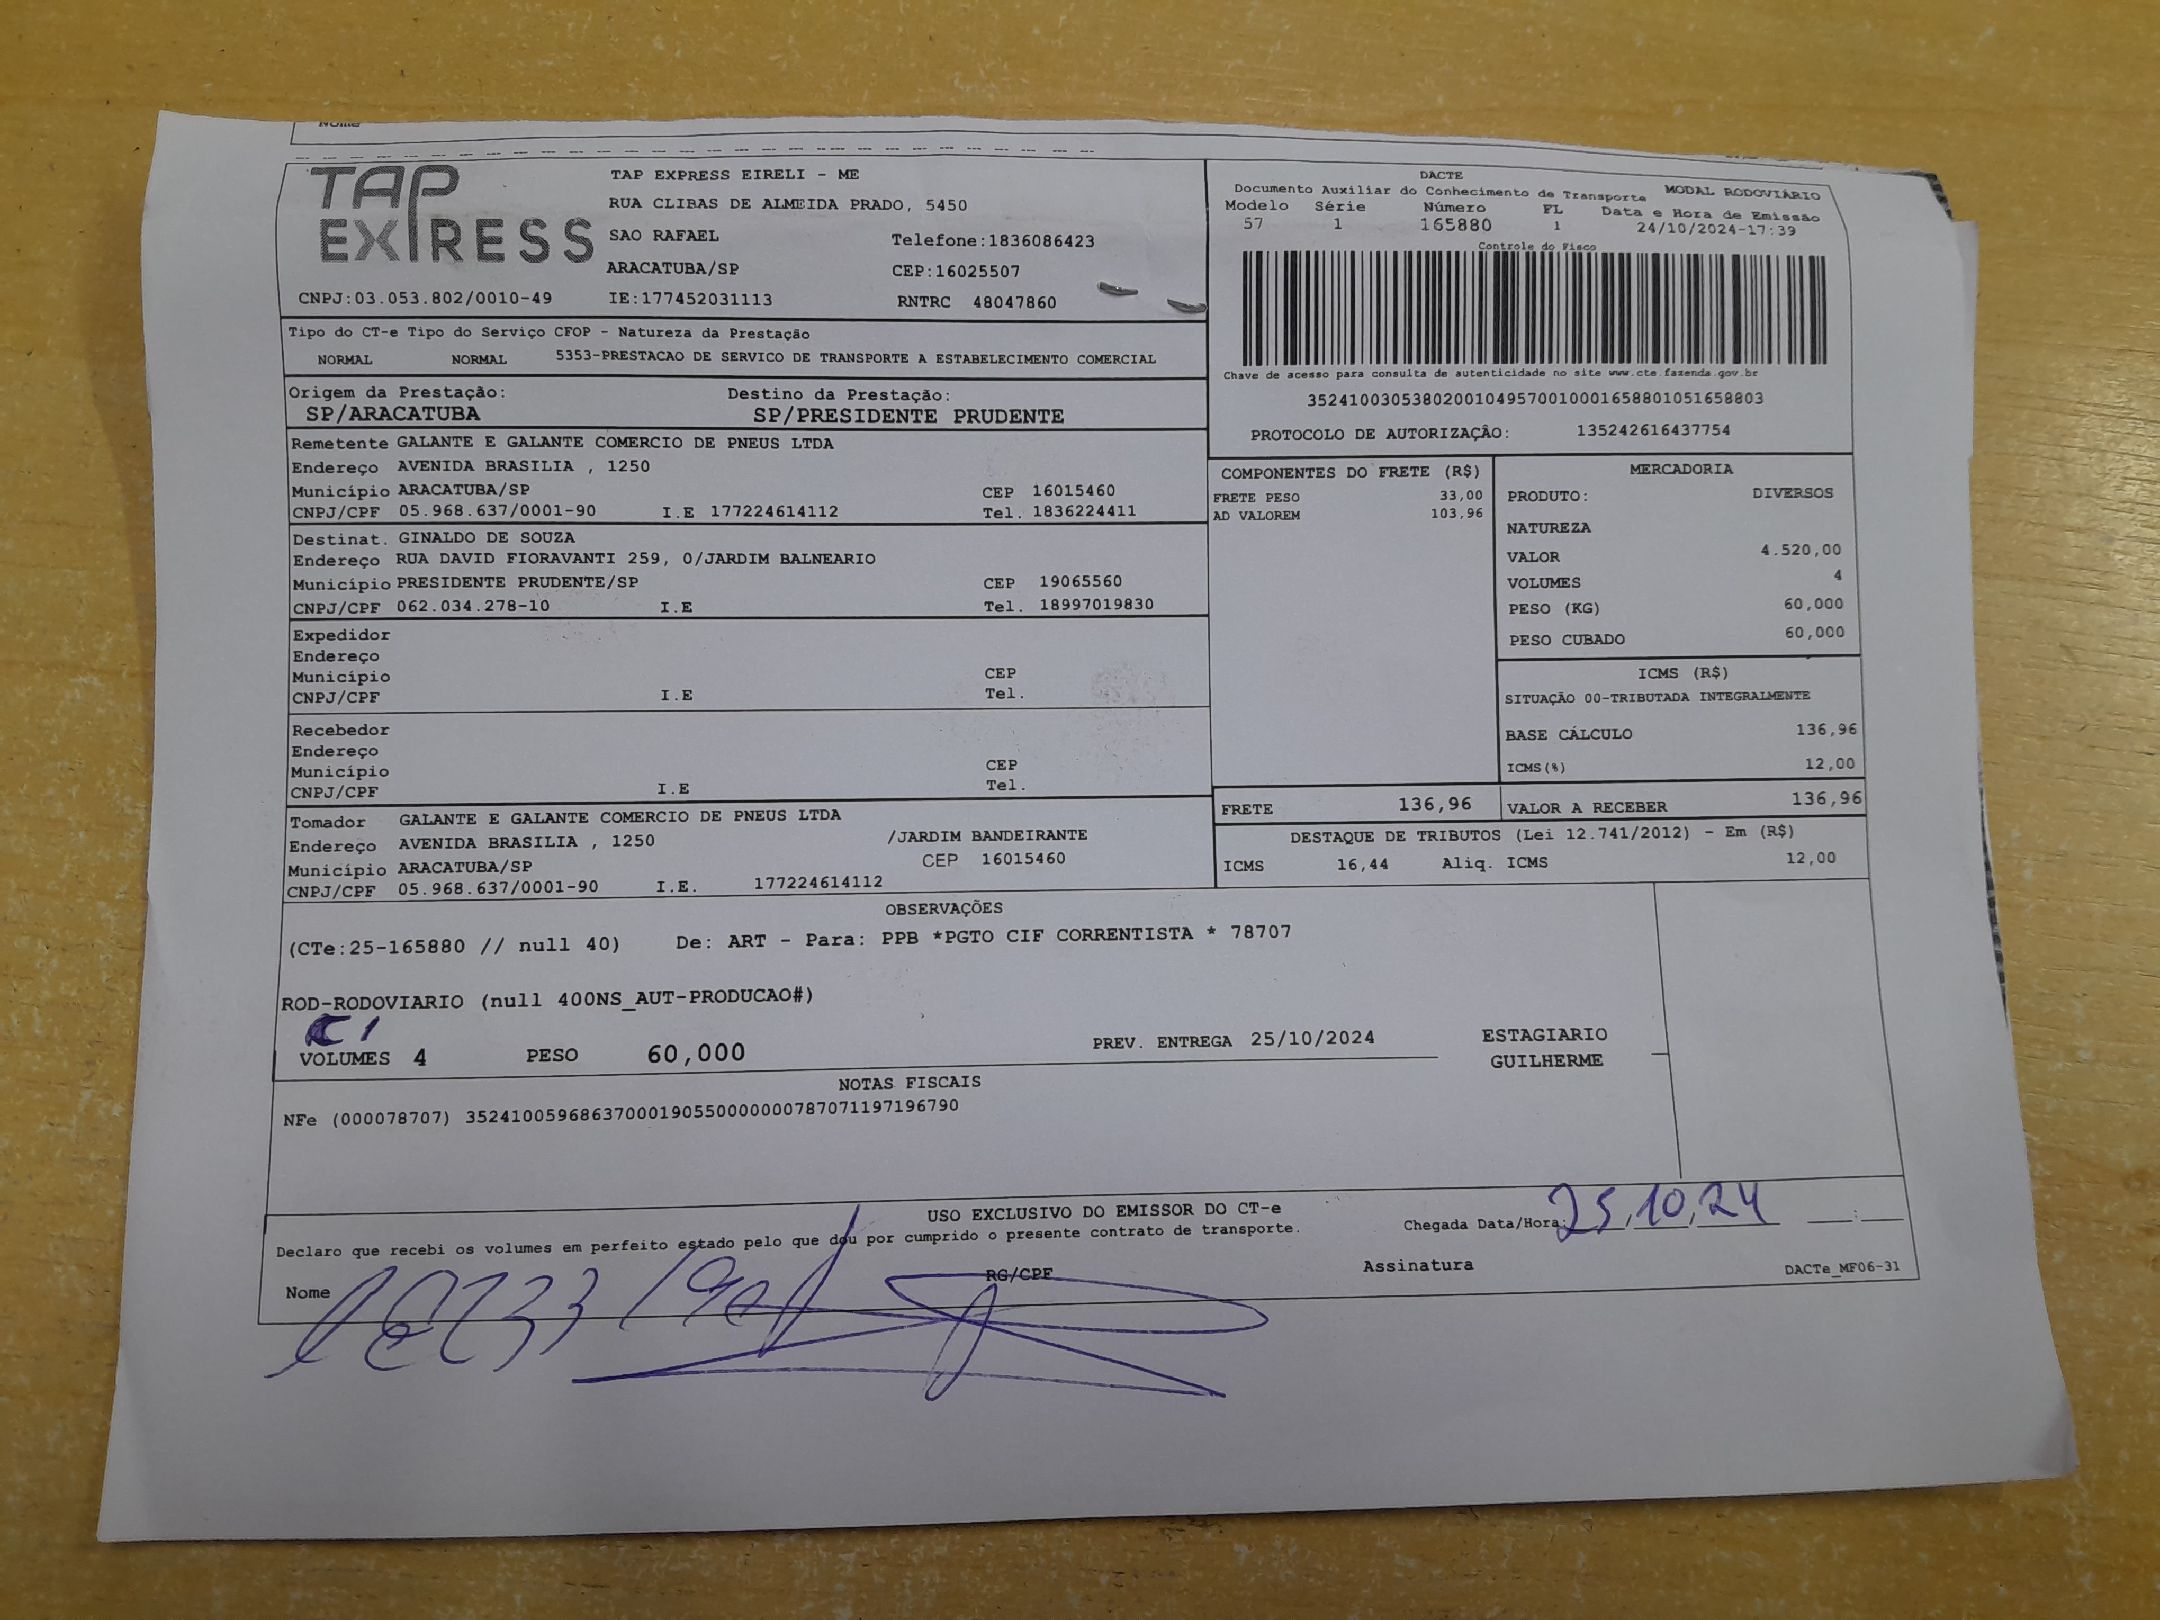 Nome
TAP EXPRESS
TAP EXPRESS EIRELI - ME
RUA CLIBAS DE ALMEIDA PRADO, 5450
SAO RAFAEL Telefone:1836086423
ARACATUBA/SP CEP:16025507
CNPJ:03.053.802/0010-49 IE:177452031113 RNTRC 48047860
DACTE
Documento Auxiliar do Conhecimento de Transporte MODAL RODOVIÁRIO
Modelo Série Número FL Data e Hora de Emissão
57 1 165880 1 24/10/2024-17:39
Controle do Fisco
Chave de acesso para consulta de autenticidade no site www.cte.fazenda.gov.br
35241003053802001049570010001658801051658803
PROTOCOLO DE AUTORIZAÇÃO: 135242616437754
Tipo do CT-e Tipo do Serviço CFOP - Natureza da Prestação
NORMAL NORMAL 5353-PRESTACAO DE SERVICO DE TRANSPORTE A ESTABELECIMENTO COMERCIAL
Origem da Prestação: Destino da Prestação:
SP/ARACATUBA SP/PRESIDENTE PRUDENTE
Remetente GALANTE E GALANTE COMERCIO DE PNEUS LTDA
Endereço AVENIDA BRASILIA , 1250
Município ARACATUBA/SP CEP 16015460
CNPJ/CPF 05.968.637/0001-90 I.E 177224614112 Tel. 1836224411
Destinat. GINALDO DE SOUZA
Endereço RUA DAVID FIORAVANTI 259, 0/JARDIM BALNEARIO
Município PRESIDENTE PRUDENTE/SP CEP 19065560
CNPJ/CPF 062.034.278-10 I.E Tel. 18997019830
Expedidor
Endereço
Município CEP
CNPJ/CPF I.E Tel.
Recebedor
Endereço
Município CEP
CNPJ/CPF I.E Tel.
Tomador GALANTE E GALANTE COMERCIO DE PNEUS LTDA
Endereço AVENIDA BRASILIA , 1250 /JARDIM BANDEIRANTE
Município ARACATUBA/SP CEP 16015460
CNPJ/CPF 05.968.637/0001-90 I.E. 177224614112
COMPONENTES DO FRETE (R$)
FRETE PESO 33,00
AD VALOREM 103,96
MERCADORIA
PRODUTO: DIVERSOS
NATUREZA
VALOR 4.520,00
VOLUMES 4
PESO (KG) 60,000
PESO CUBADO 60,000
ICMS (R$)
SITUAÇÃO 00-TRIBUTADA INTEGRALMENTE
BASE CÁLCULO 136,96
ICMS(%) 12,00
FRETE 136,96 VALOR A RECEBER 136,96
DESTAQUE DE TRIBUTOS (Lei 12.741/2012) - Em (R$)
ICMS 16,44 Aliq. ICMS 12,00
OBSERVAÇÕES
(CTe:25-165880 // null 40) De: ART - Para: PPB *PGTO CIF CORRENTISTA * 78707
ROD-RODOVIARIO (null 400NS_AUT-PRODUCAO#)
VOLUMES 4 PESO 60,000 PREV. ENTREGA 25/10/2024 ESTAGIARIO
GUILHERME
NOTAS FISCAIS
NFe (000078707) 35241005968637000190550000000787071197196790
USO EXCLUSIVO DO EMISSOR DO CT-e
Declaro que recebi os volumes em perfeito estado pelo que dou por cumprido o presente contrato de transporte.
Chegada Data/Hora: 25,10,24 :
Nome RG/CPF Assinatura DACTe_MF06-31